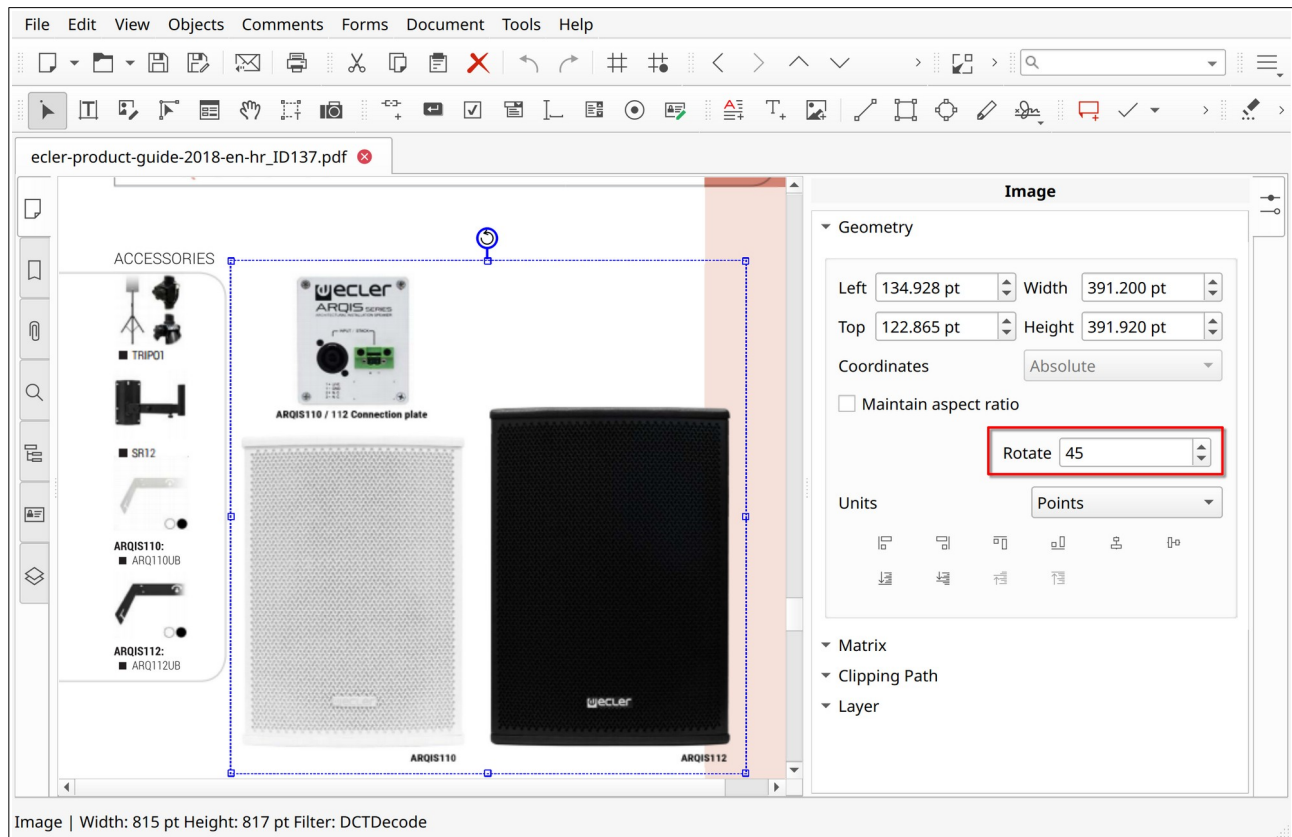 File Edit View Objects Comments Forms Document Tools Help
ecler-product-guide-2018-en-hr_ID137.pdf
Image
Geometry
Left 134.928 pt Width 391.200 pt
Top 122.865 pt Height 391.920 pt
Coordinates Absolute
Maintain aspect ratio
Rotate 45
Units Points
Matrix
Clipping Path
Layer
ACCESSORIES
TRIPO1
SR12
ARQIS110:
ARQ110UB
ARQIS112:
ARQ112UB
ecler
ARQIS SERIES
ARQIS110 / 112 Connection plate
ecler
ARQIS110
ARQIS112
Image | Width: 815 pt Height: 817 pt Filter: DCTDecode